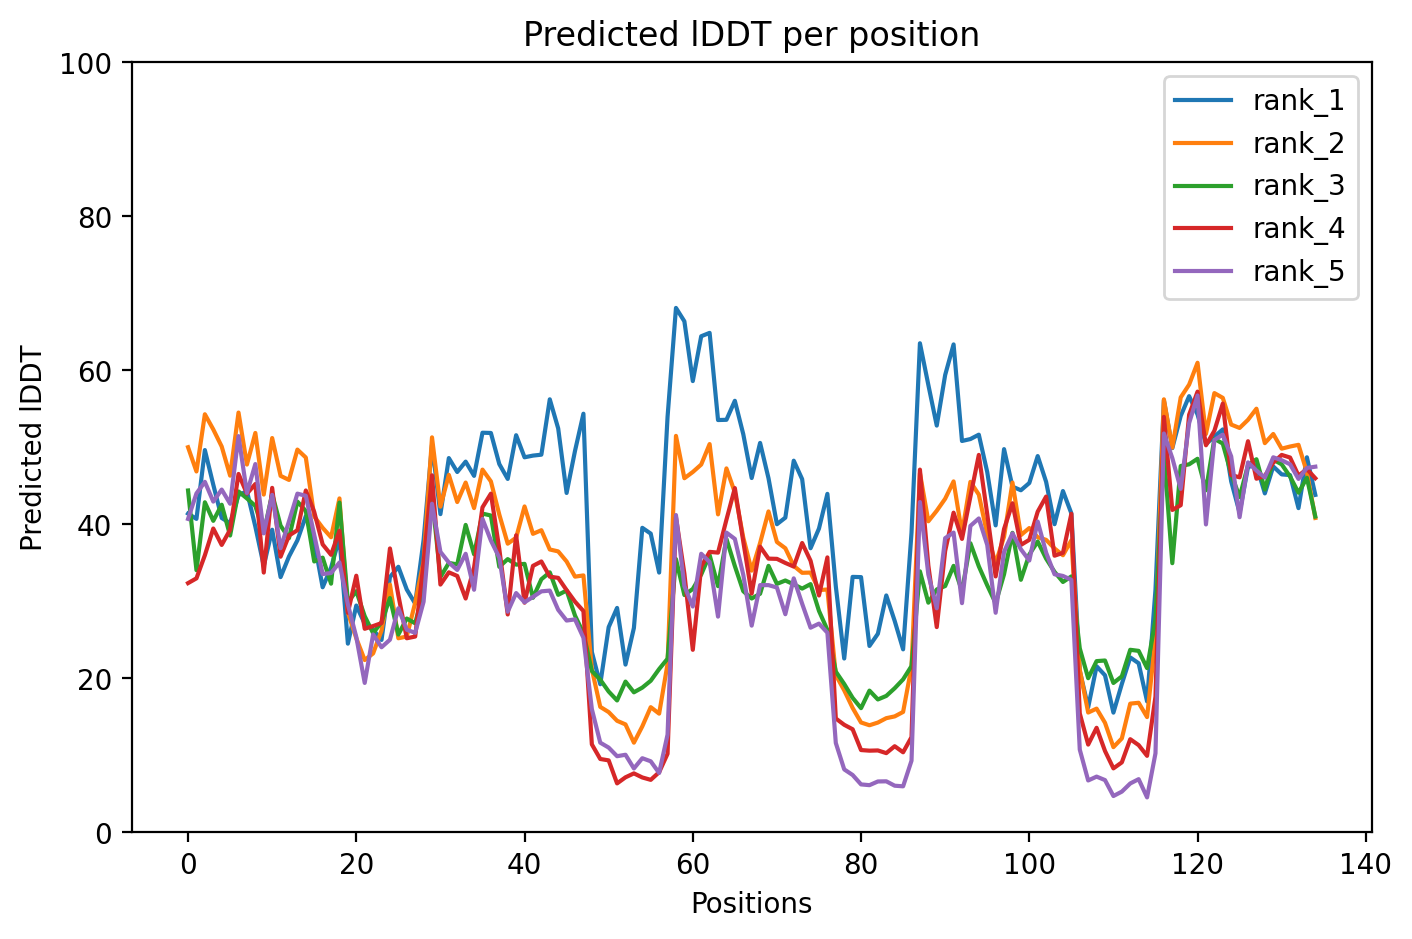 Predicted lDDT per position
100
80
60
40
20
0
Predicted lDDT
rank_1
rank_2
rank_3
rank_4
rank_5
0 20 40 60 80 100 120 140
Positions